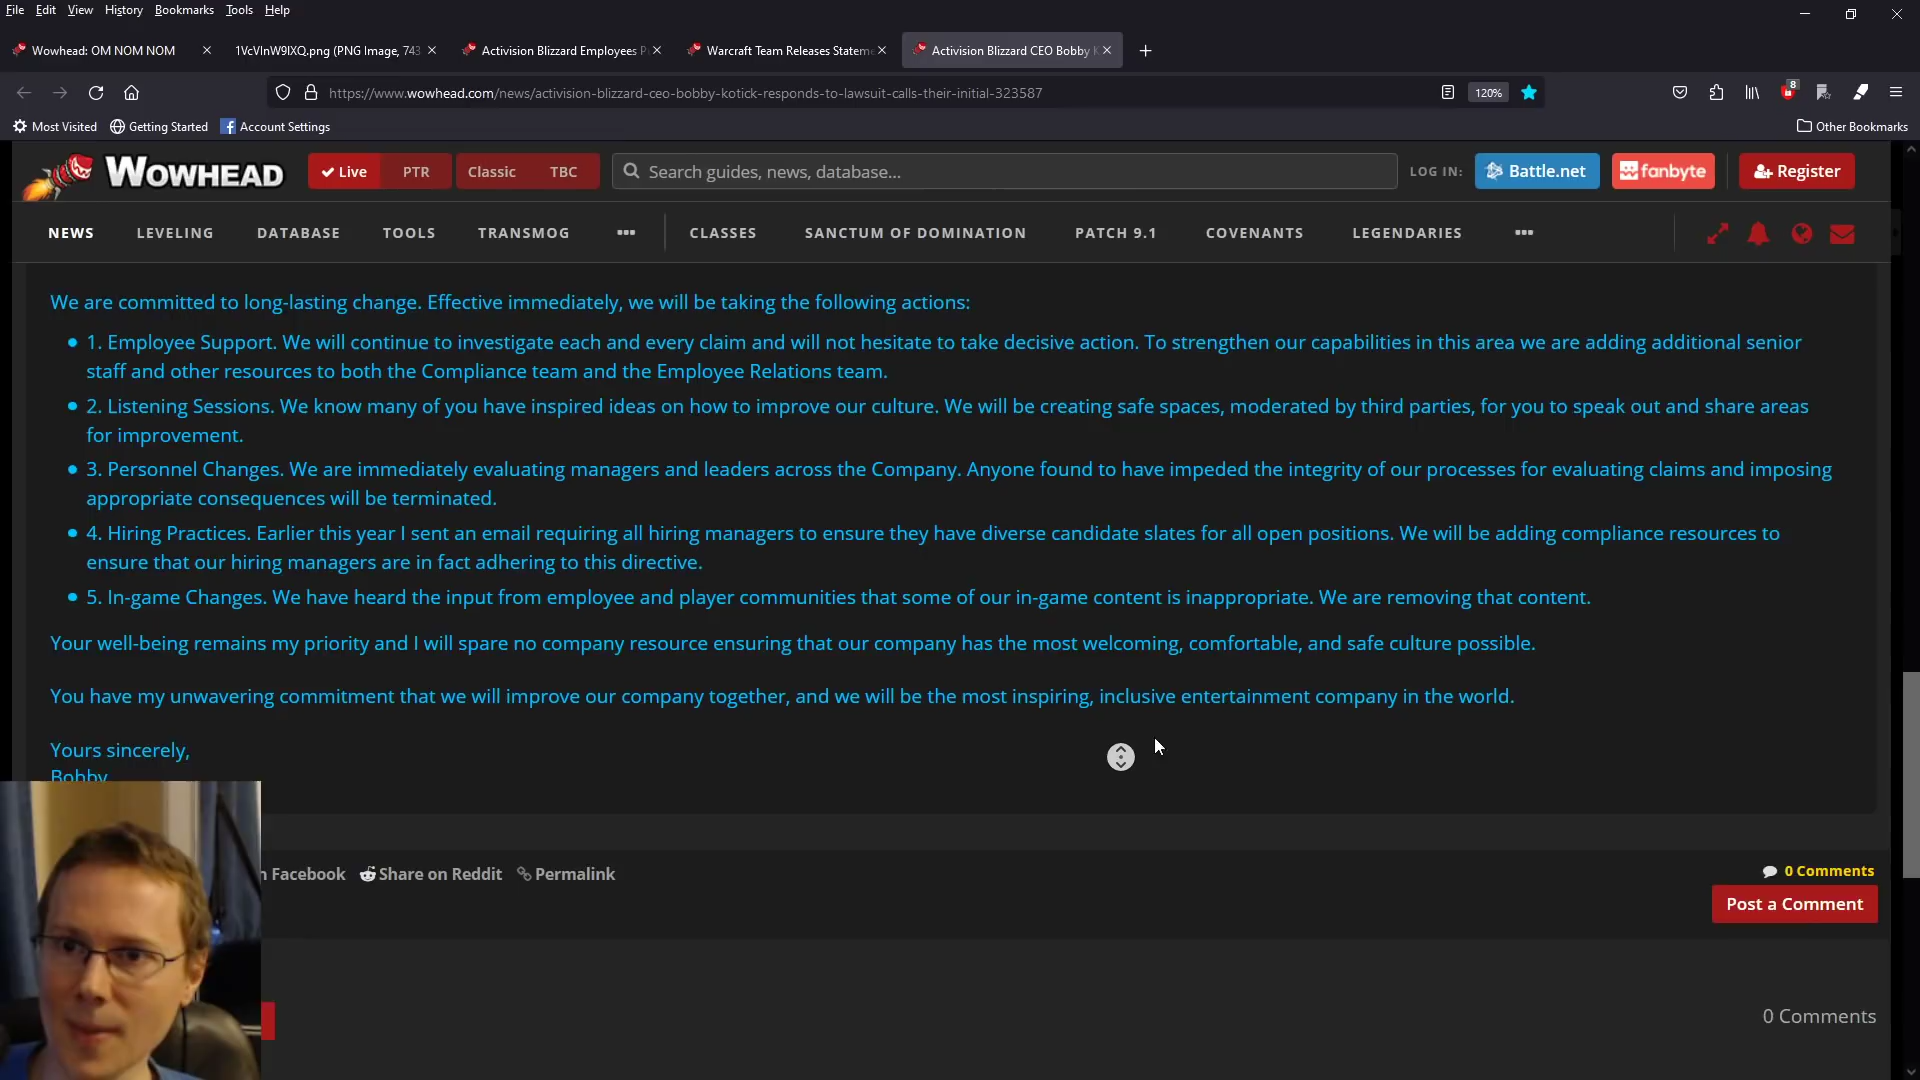 File Edit View History Bookmarks Tools Help
Wowhead: OM NOM NOM 1VcVlnW9lXQ.png (PNG Image, 743 Activision Blizzard Employees P Warcraft Team Releases Stateme Activision Blizzard CEO Bobby K
https://www.wowhead.com/news/activision-blizzard-ceo-bobby-kotick-responds-to-lawsuit-calls-their-initial-323587 120% 8
Most Visited Getting Started Account Settings Other Bookmarks
WOWHEAD Live PTR Classic TBC Search guides, news, database... LOG IN: Battle.net fanbyte Register
NEWS LEVELING DATABASE TOOLS TRANSMOG ••• CLASSES SANCTUM OF DOMINATION PATCH 9.1 COVENANTS LEGENDARIES •••
We are committed to long-lasting change. Effective immediately, we will be taking the following actions:
• 1. Employee Support. We will continue to investigate each and every claim and will not hesitate to take decisive action. To strengthen our capabilities in this area we are adding additional senior
staff and other resources to both the Compliance team and the Employee Relations team.
• 2. Listening Sessions. We know many of you have inspired ideas on how to improve our culture. We will be creating safe spaces, moderated by third parties, for you to speak out and share areas
for improvement.
• 3. Personnel Changes. We are immediately evaluating managers and leaders across the Company. Anyone found to have impeded the integrity of our processes for evaluating claims and imposing
appropriate consequences will be terminated.
• 4. Hiring Practices. Earlier this year I sent an email requiring all hiring managers to ensure they have diverse candidate slates for all open positions. We will be adding compliance resources to
ensure that our hiring managers are in fact adhering to this directive.
• 5. In-game Changes. We have heard the input from employee and player communities that some of our in-game content is inappropriate. We are removing that content.
Your well-being remains my priority and I will spare no company resource ensuring that our company has the most welcoming, comfortable, and safe culture possible.
You have my unwavering commitment that we will improve our company together, and we will be the most inspiring, inclusive entertainment company in the world.
Yours sincerely,
Bobby
Facebook Share on Reddit Permalink 0 Comments
Post a Comment
0 Comments